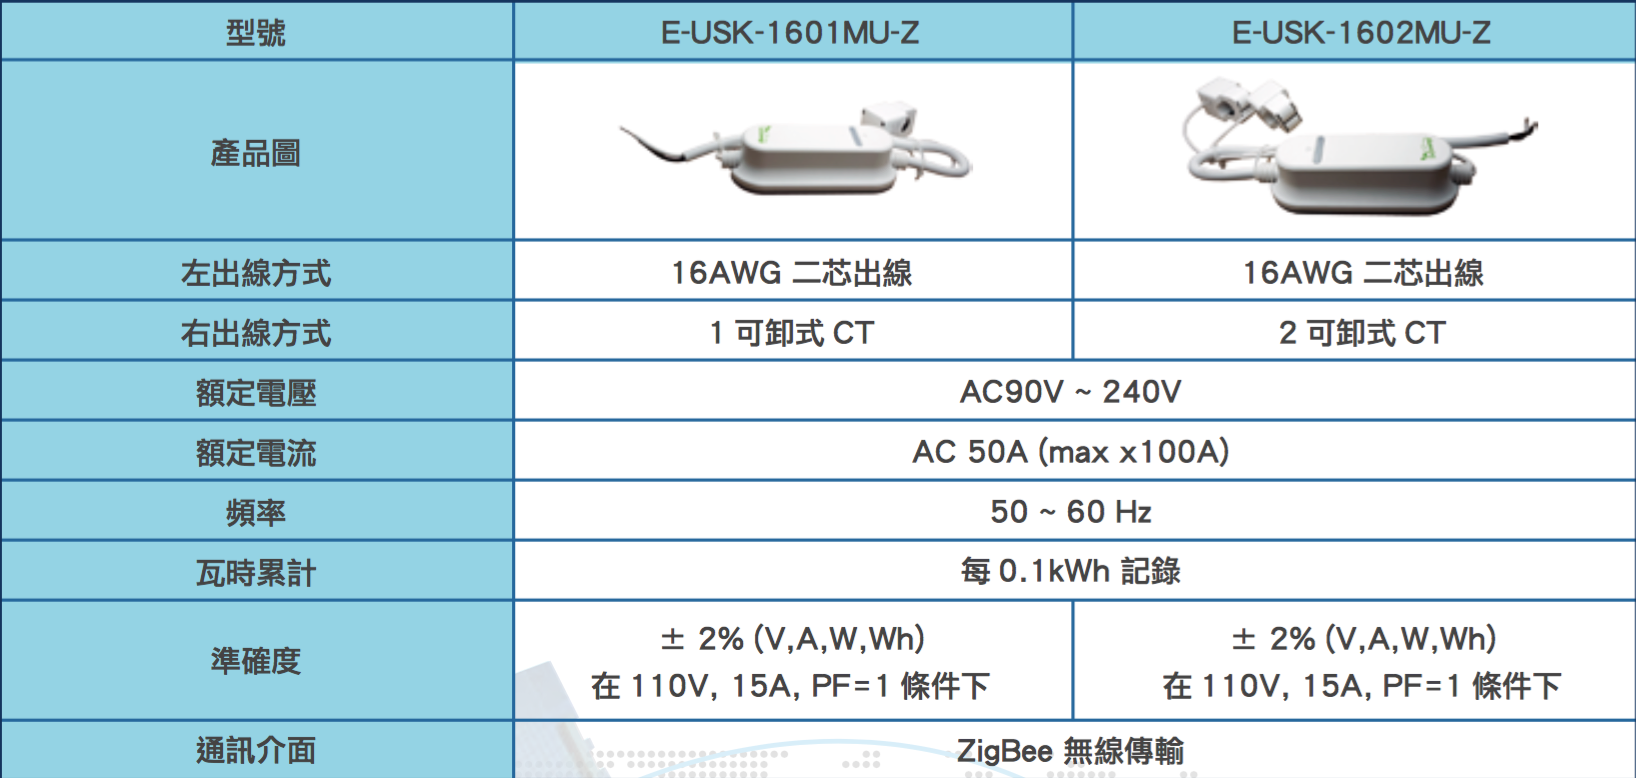 型號 E-USK-1601MU-Z E-USK-1602MU-Z
產品圖
左出線方式 16AWG 二芯出線 16AWG 二芯出線
右出線方式 1 可卸式 CT 2 可卸式 CT
額定電壓 AC90V ~ 240V
額定電流 AC 50A (max x100A)
頻率 50 ~ 60 Hz
瓦時累計 每 0.1kWh 記錄
準確度 ± 2% (V,A,W,Wh) ± 2% (V,A,W,Wh)
在 110V, 15A, PF=1 條件下 在 110V, 15A, PF=1 條件下
通訊介面 ZigBee 無線傳輸